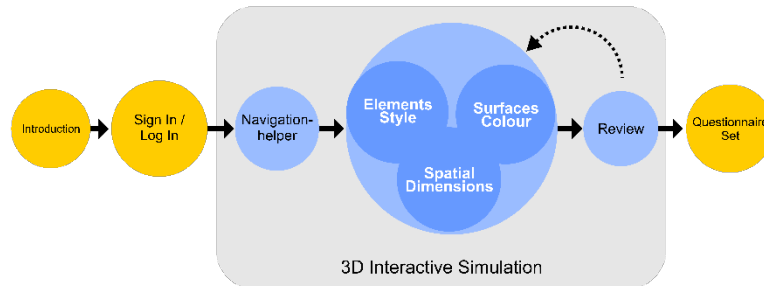 Introduction
Sign In /
Log In
Navigation-
helper
Elements
Style
Surfaces
Colour
Spatial
Dimensions
Review
Questionnaire
Set
3D Interactive Simulation